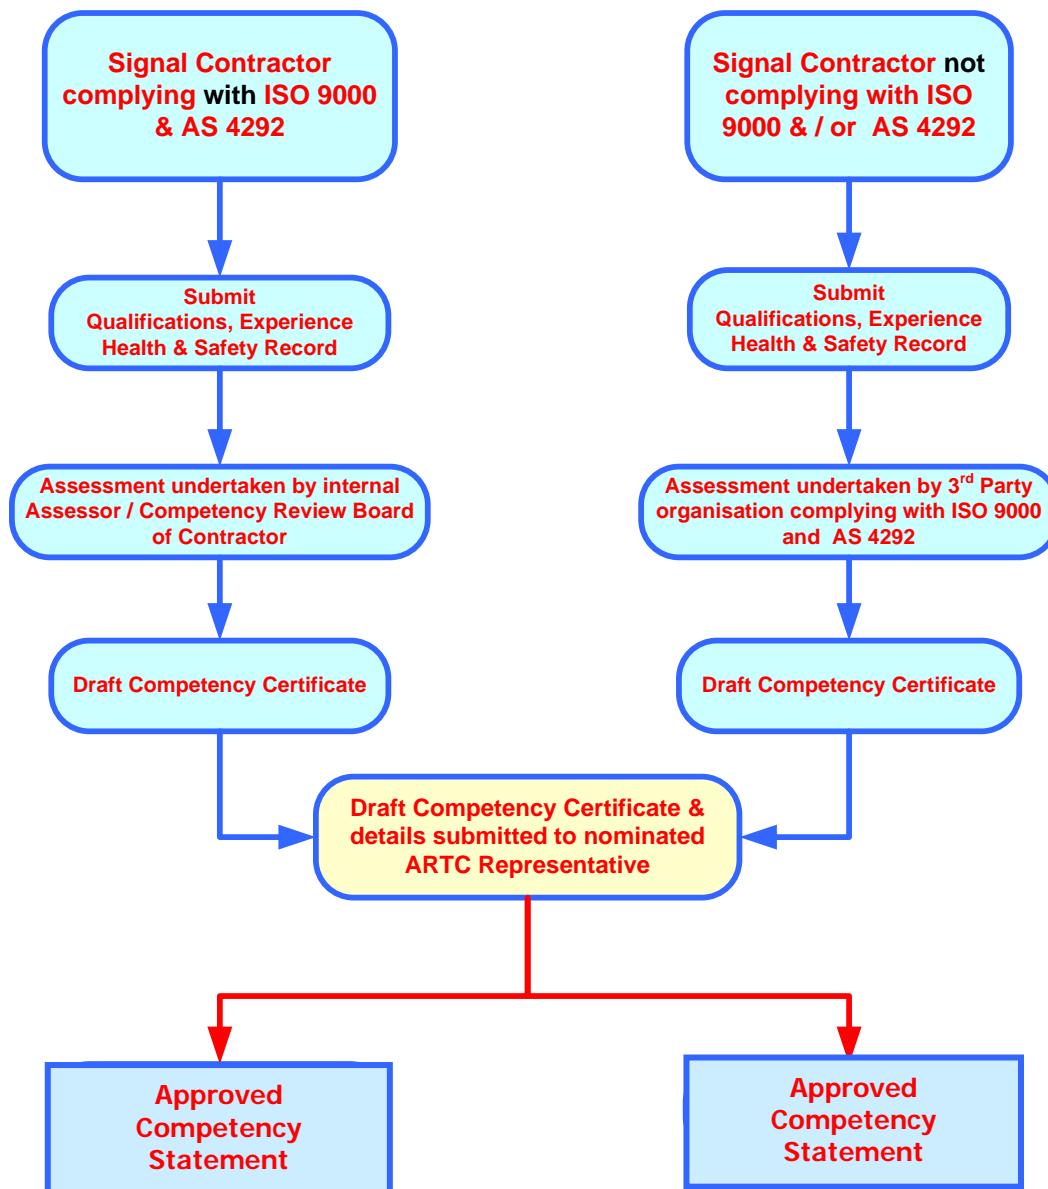 Signal Contractor
complying with ISO 9000
& AS 4292
Signal Contractor not
complying with ISO
9000 & / or AS 4292
Submit
Qualifications, Experience
Health & Safety Record
Submit
Qualifications, Experience
Health & Safety Record
Assessment undertaken by internal
Assessor / Competency Review Board
of Contractor
Assessment undertaken by 3rd Party
organisation complying with ISO 9000
and AS 4292
Draft Competency Certificate
Draft Competency Certificate
Draft Competency Certificate &
details submitted to nominated
ARTC Representative
Approved
Competency
Statement
Approved
Competency
Statement